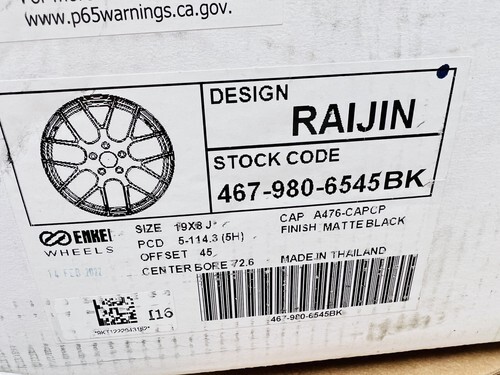 www.p65warnings.ca.gov.
DESIGN
RAIJIN
STOCK CODE
467-980-6545BK
ENKEI
WHEELS
SIZE 19X8 J
PCD 5-114.3 (5H)
OFFSET 45
CENTER BORE 72.6
CAP A476-CAPCP
FINISH MATTE BLACK
MADE IN THAILAND
I16
467-980-6545BK